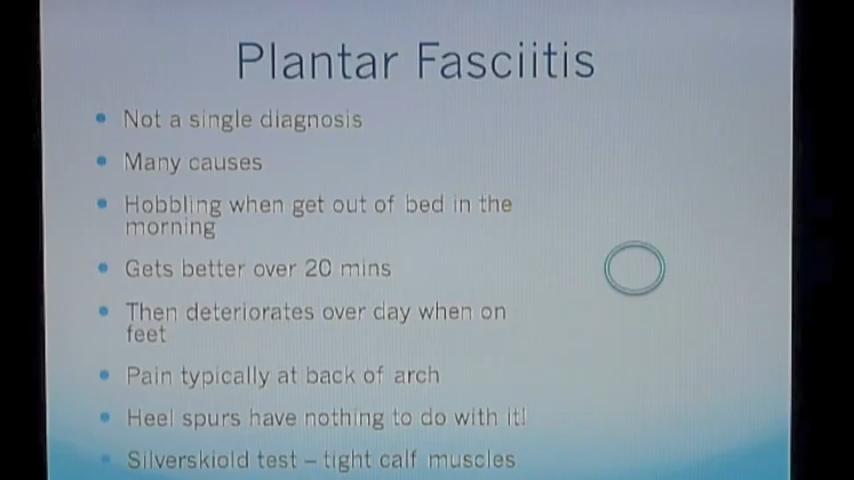 Plantar Fasciitis
Not a single diagnosis
Many causes
Hobbling when get out of bed in the
morning
Gets better over 20 mins
Then deteriorates over day when on
feet
Pain typically at back of arch
Heel spurs have nothing to do with it!
Silverskiold test – tight calf muscles